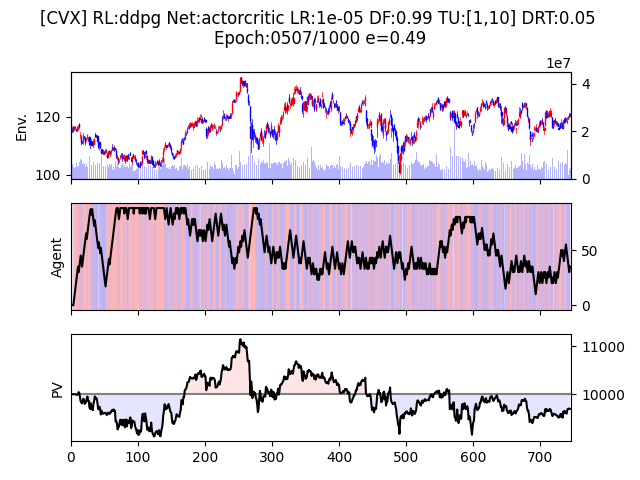 [CVX] RL:ddpg Net:actorcritic LR:1e-05 DF:0.99 TU:[1,10] DRT:0.05
Epoch:0507/1000 e=0.49
1e7
Env.
120
100
4
2
0
Agent
50
0
PV
11000
10000
0 100 200 300 400 500 600 700